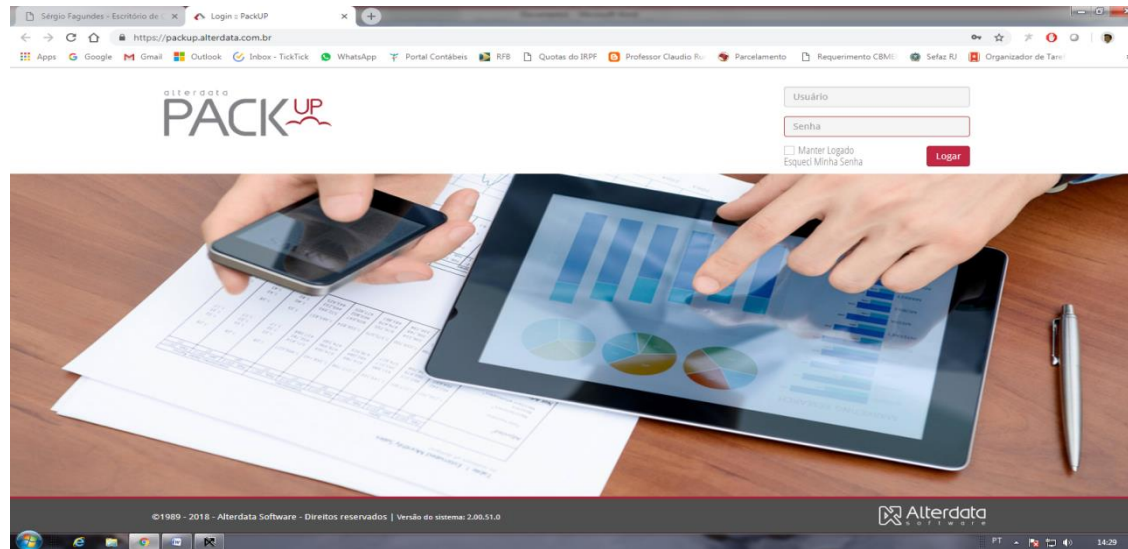 Sérgio Fagundes - Escritório de C
Login :: PackUP
https://packup.alterdata.com.br
Apps
Google
Gmail
Outlook
Inbox - TickTick
WhatsApp
Portal Contábeis
RFB
Quotas do IRPF
Professor Claudio Ru
Parcelamento
Requerimento CBME
Sefaz RJ
Organizador de Taref
alterdata
PACKUP
Usuário
Senha
Manter Logado
Esqueci Minha Senha
Logar
©1989 - 2018 - Alterdata Software - Direitos reservados | Versão do sistema: 2.00.51.0
Alterdata
software
PT
14:29